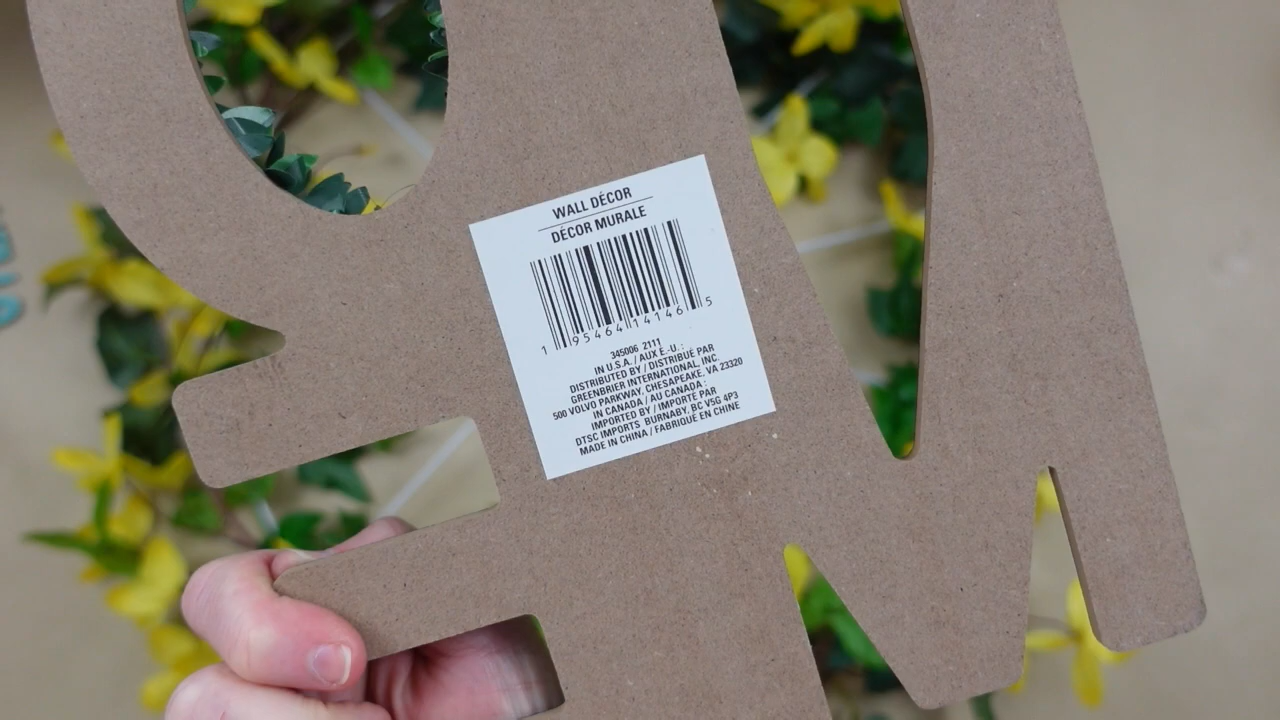 WALL DÉCOR
DÉCOR MURALE
1 95464 14146 5
345006 2111
IN U.S.A. / AUX É.-U. :
DISTRIBUTED BY / DISTRIBUÉ PAR
GREENBRIER INTERNATIONAL, INC.
500 VOLVO PARKWAY, CHESAPEAKE, VA 23320
IN CANADA / AU CANADA :
IMPORTED BY / IMPORTÉ PAR
DTSC IMPORTS BURNABY, BC V5G 4P3
MADE IN CHINA / FABRIQUÉ EN CHINE